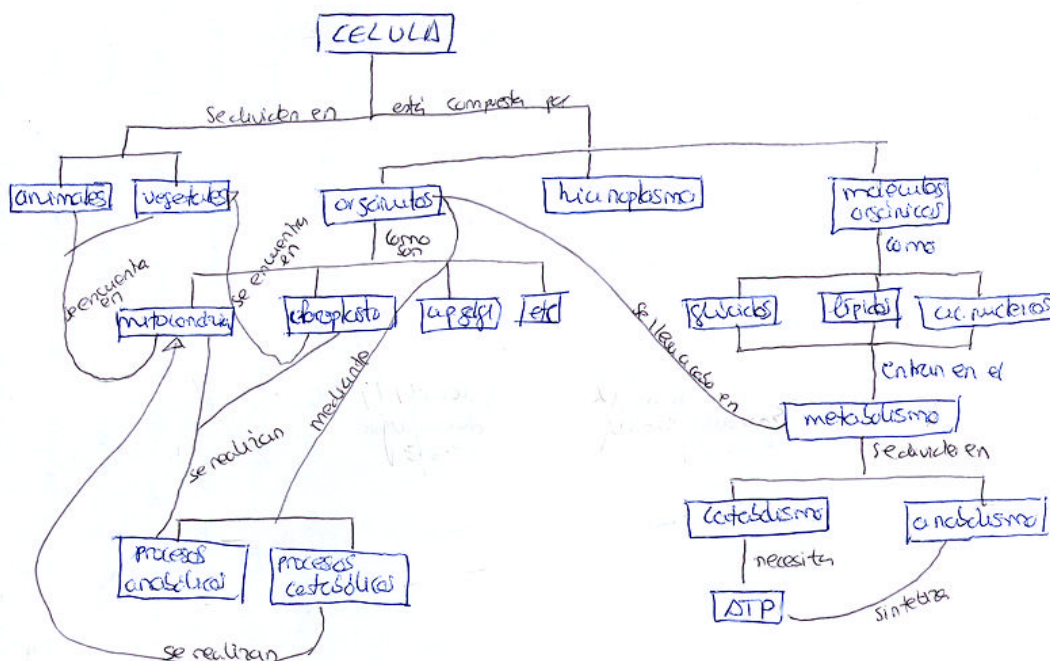 CELULA
se dividen en
está compuesta por
animales
vegetales
orgánulos
hialoplasma
moléculas
orgánicas
como
son
como
se encuentra
en
se encuentra
en
mitocondria
cloroplasto
ap golgi
etc
glúcidos
lípidos
ac. nucleicos
se llevan a cabo en
mediante
entran en el
metabolismo
se realizan
se divide en
catabolismo
anabolismo
procesos
anabólicos
procesos
catabólicos
necesita
ATP
sintetiza
se realizan